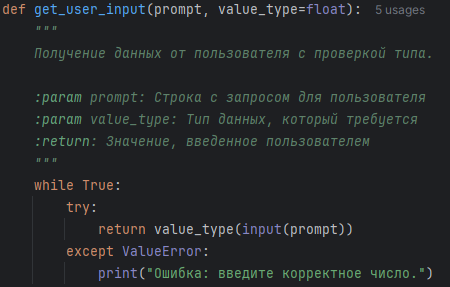 def get_user_input(prompt, value_type=float): 5 usages
"""
Получение данных от пользователя с проверкой типа.
:param prompt: Строка с запросом для пользователя
:param value_type: Тип данных, который требуется
:return: Значение, введенное пользователем
"""
while True:
try:
return value_type(input(prompt))
except ValueError:
print("Ошибка: введите корректное число.")